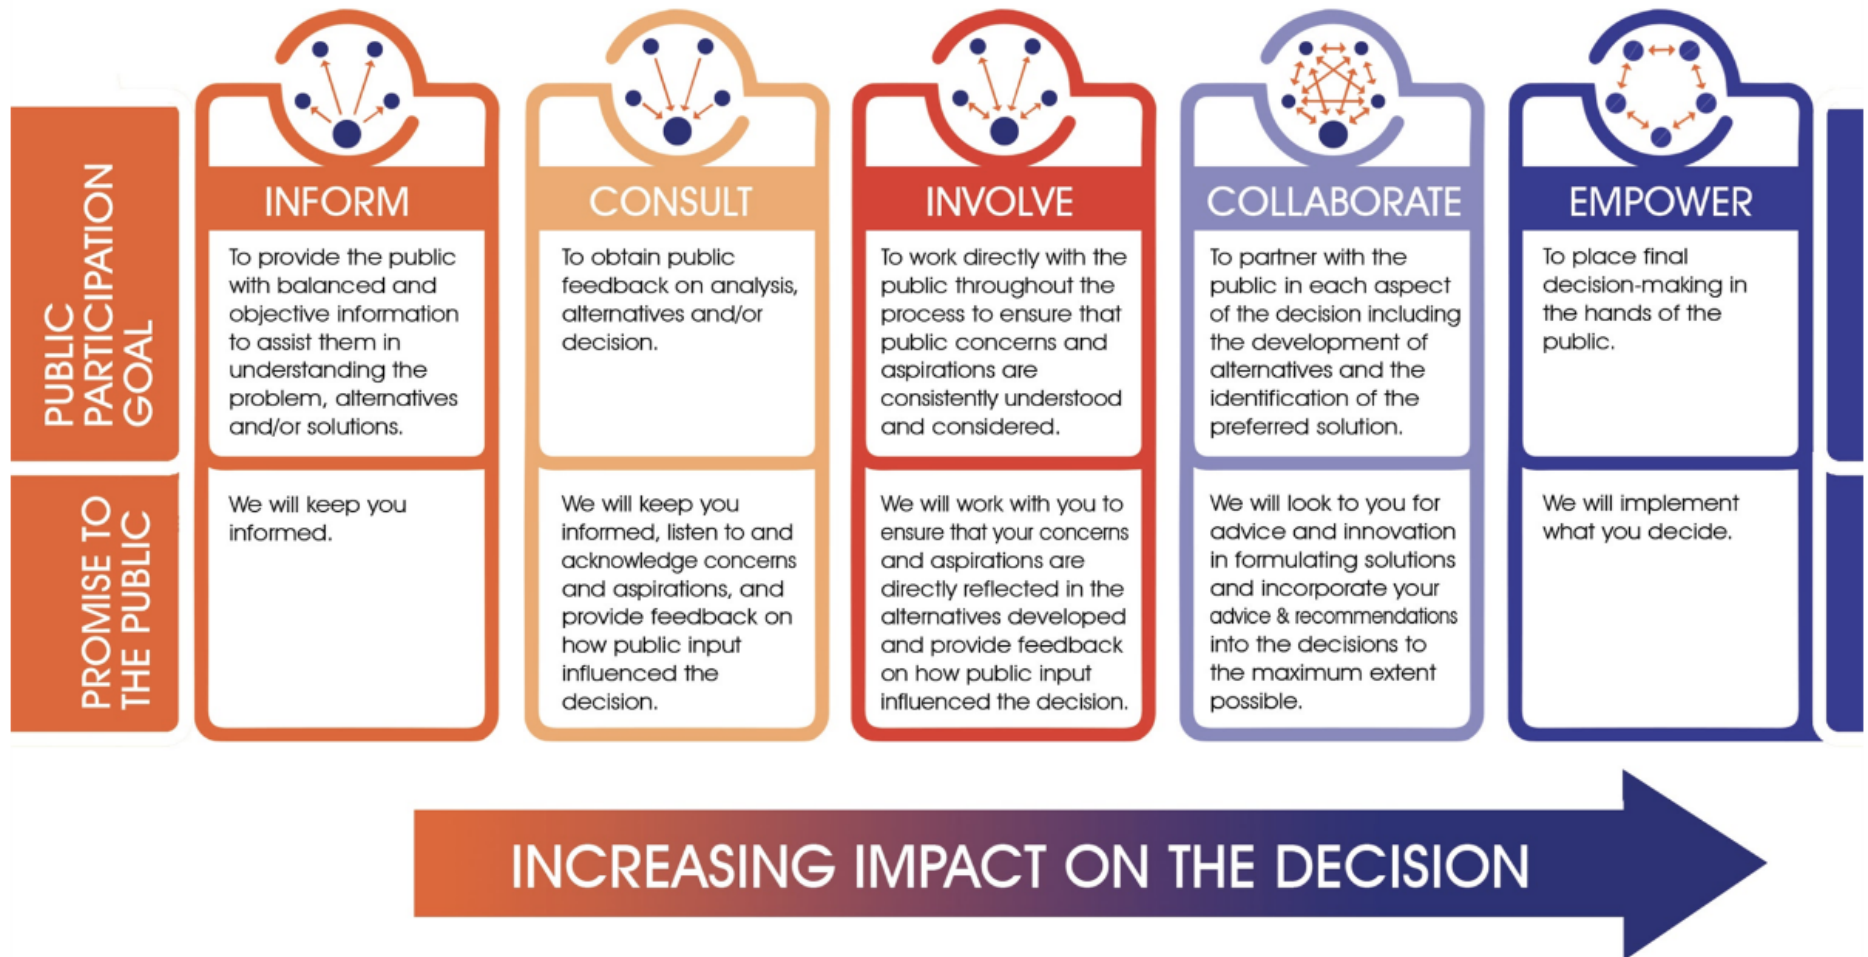 PUBLIC
PARTICIPATION
GOAL
INFORM
To provide the public
with balanced and
objective information
to assist them in
understanding the
problem, alternatives
and/or solutions.
CONSULT
To obtain public
feedback on analysis,
alternatives and/or
decision.
INVOLVE
To work directly with the
public throughout the
process to ensure that
public concerns and
aspirations are
consistently understood
and considered.
COLLABORATE
To partner with the
public in each aspect
of the decision including
the development of
alternatives and the
identification of the
preferred solution.
EMPOWER
To place final
decision-making in
the hands of the
public.
PROMISE TO
THE PUBLIC
We will keep you
informed.
We will keep you
informed, listen to and
acknowledge concerns
and aspirations, and
provide feedback on
how public input
influenced the
decision.
We will work with you to
ensure that your concerns
and aspirations are
directly reflected in the
alternatives developed
and provide feedback
on how public input
influenced the decision.
We will look to you for
advice and innovation
in formulating solutions
and incorporate your
advice & recommendations
into the decisions to
the maximum extent
possible.
We will implement
what you decide.
INCREASING IMPACT ON THE DECISION